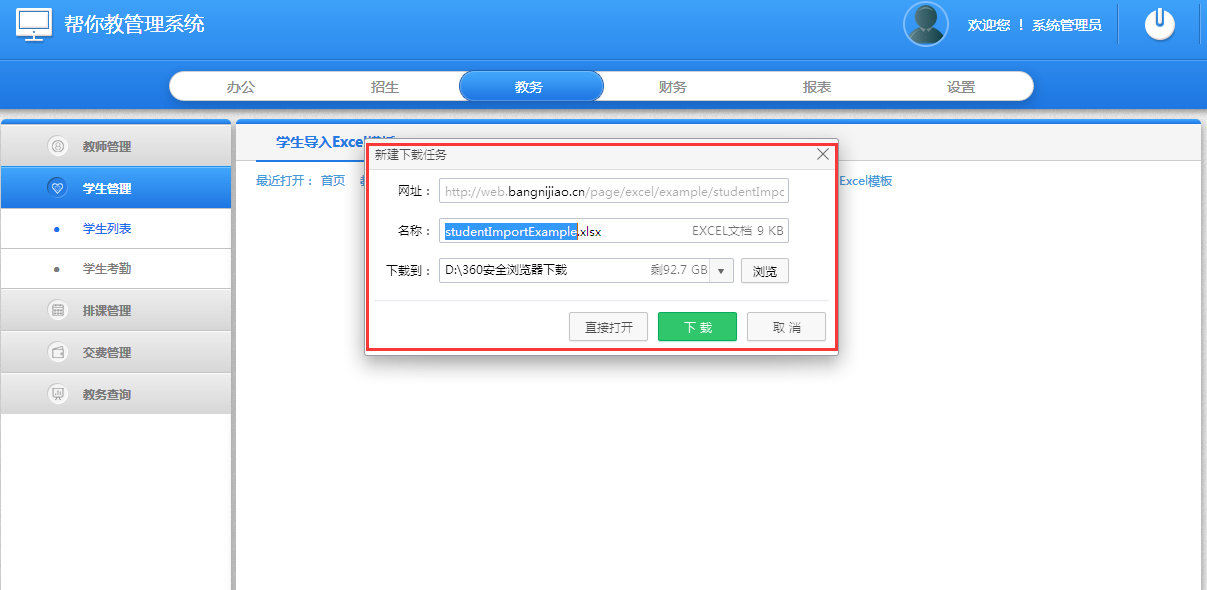 帮你教管理系统
欢迎您 ！ 系统管理员
办公 招生 教务 财务 报表 设置
教师管理
学生管理
学生列表
学生考勤
排课管理
交费管理
教务查询
学生导入Excel
最近打开： 首页
Excel模板
新建下载任务
网址： http://web.bangnijiao.cn/page/excel/example/studentImpc
名称： studentImportExample.xlsx EXCEL文档 9 KB
下载到： D:\360安全浏览器下载 剩92.7 GB 浏览
直接打开 下 载 取 消